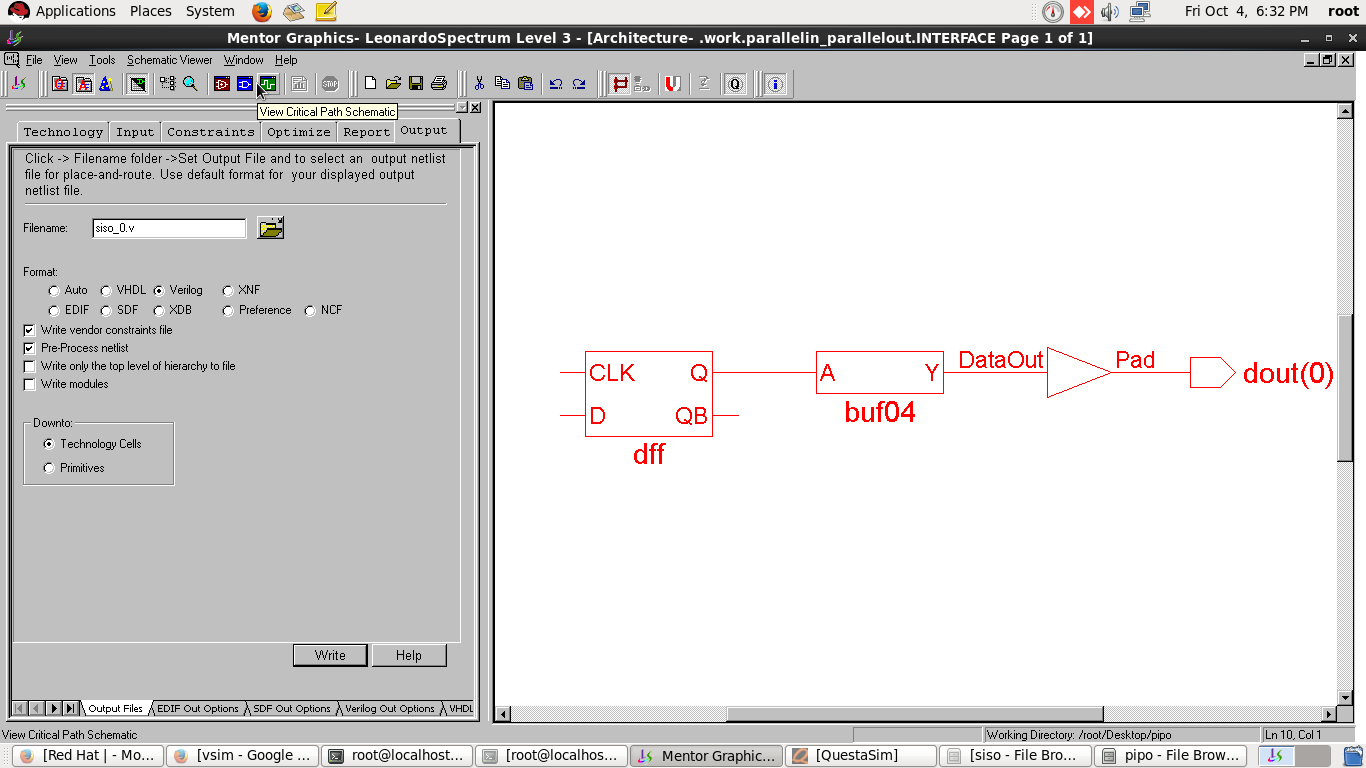 Applications Places System Fri Oct 4, 6:32 PM root
Mentor Graphics- LeonardoSpectrum Level 3 - [Architecture- .work.parallelin_parallelout.INTERFACE Page 1 of 1]
File View Tools Schematic Viewer Window Help
STOP Q
View Critical Path Schematic
Technology Input Constraints Optimize Report Output
Click -> Filename folder ->Set Output File and to select an output netlist
file for place-and-route. Use default format for your displayed output
netlist file.
Filename: siso_0.v
Format:
Auto VHDL Verilog XNF
EDIF SDF XDB Preference NCF
Write vendor constraints file
Pre-Process netlist
Write only the top level of hierarchy to file
Write modules
Downto:
Technology Cells
Primitives
Write Help
Output Files EDIF Out Options SDF Out Options Verilog Out Options VHDL
CLK Q A Y DataOut Pad dout(0)
D QB buf04
dff
View Critical Path Schematic Working Directory: /root/Desktop/pipo Ln 10, Col 1
[Red Hat | - Mo... [vsim - Google ... root@localhost... [root@localhos... Mentor Graphic... [QuestaSim] [siso - File Bro... pipo - File Brow...